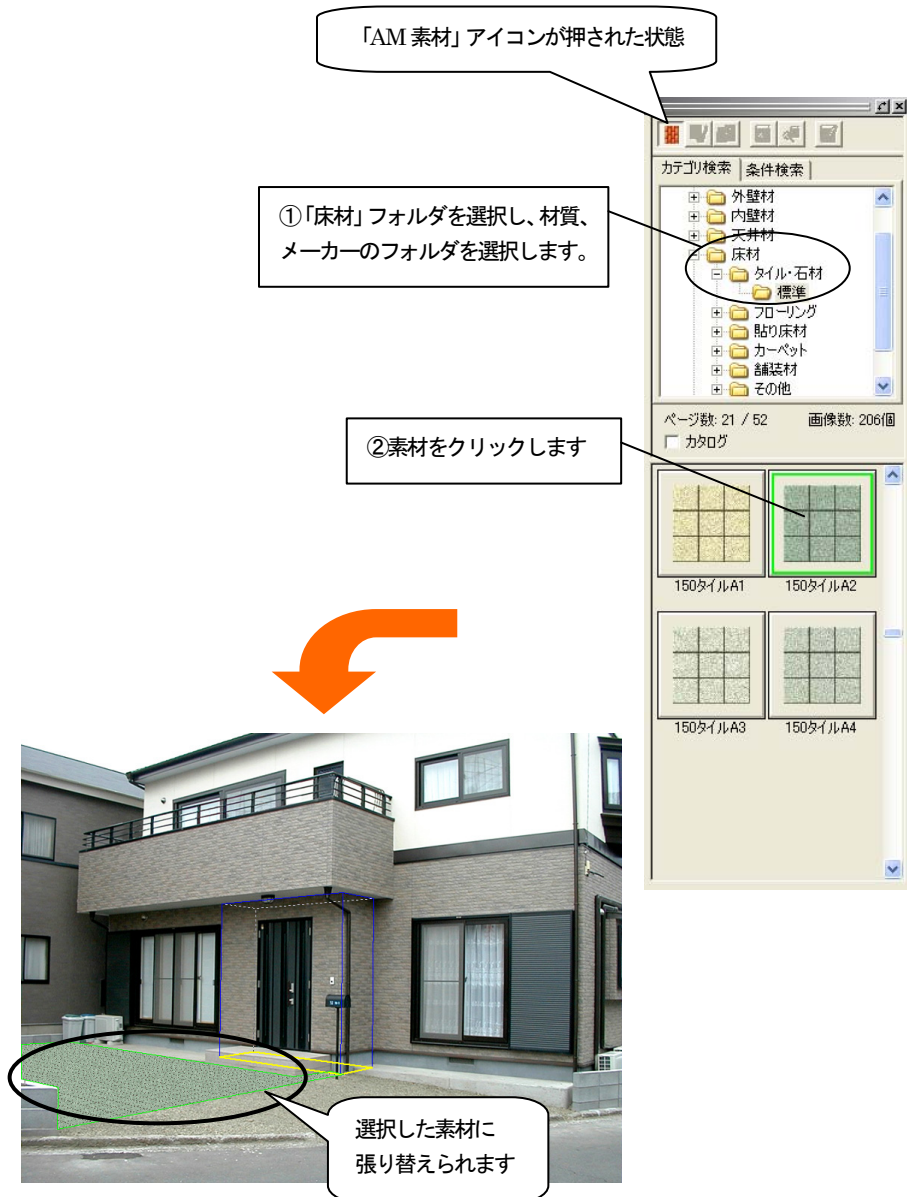 「AM 素材」アイコンが押された状態
カテゴリ検索 条件検索
外壁材
内壁材
天井材
床材
タイル・石材
標準
フローリング
貼り床材
カーペット
舗装材
その他
①「床材」フォルダを選択し、材質、
メーカーのフォルダを選択します。
ページ数: 21 / 52 画像数: 206個
カタログ
②素材をクリックします
150タイルA1 150タイルA2
150タイルA3 150タイルA4
選択した素材に
張り替えられます